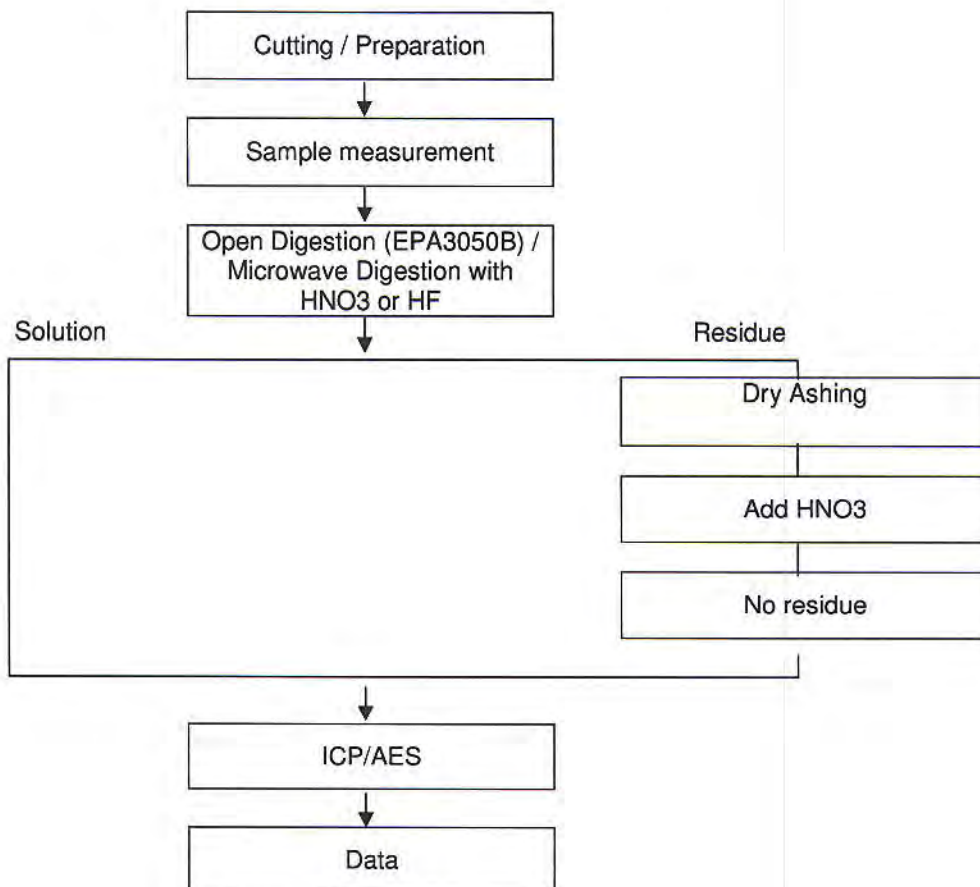 Cutting / Preparation
Sample measurement
Open Digestion (EPA3050B) /
Microwave Digestion with
HNO3 or HF
Solution
Residue
Dry Ashing
Add HNO3
No residue
ICP/AES
Data